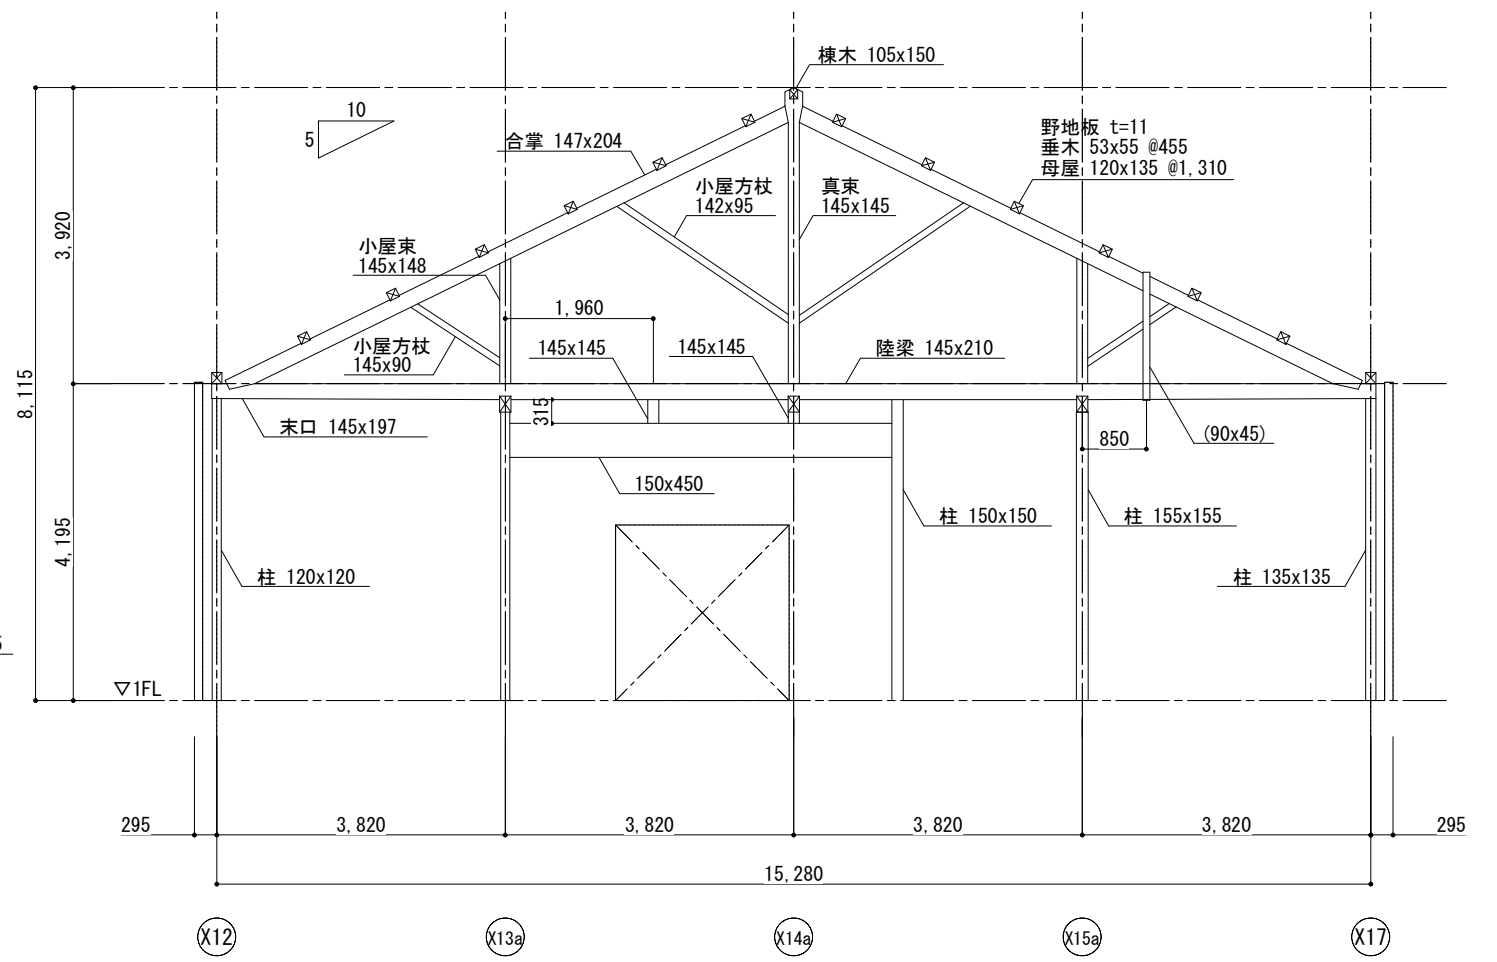 棟木 105x150
10
5
合掌 147x204
野地板 t=11
垂木 53x55 @455
母屋 120x135 @1,310
小屋方杖
142x95
真束
145x145
3,920
小屋束
145x148
1,960
小屋方杖
145x90
145x145
145x145
陸梁 145x210
8,115
315
末口 145x197
850
(90x45)
150x450
4,195
柱 150x150
柱 155x155
柱 120x120
柱 135x135
▽1FL
295
3,820
3,820
3,820
3,820
295
15,280
X12
X13a
X14a
X15a
X17